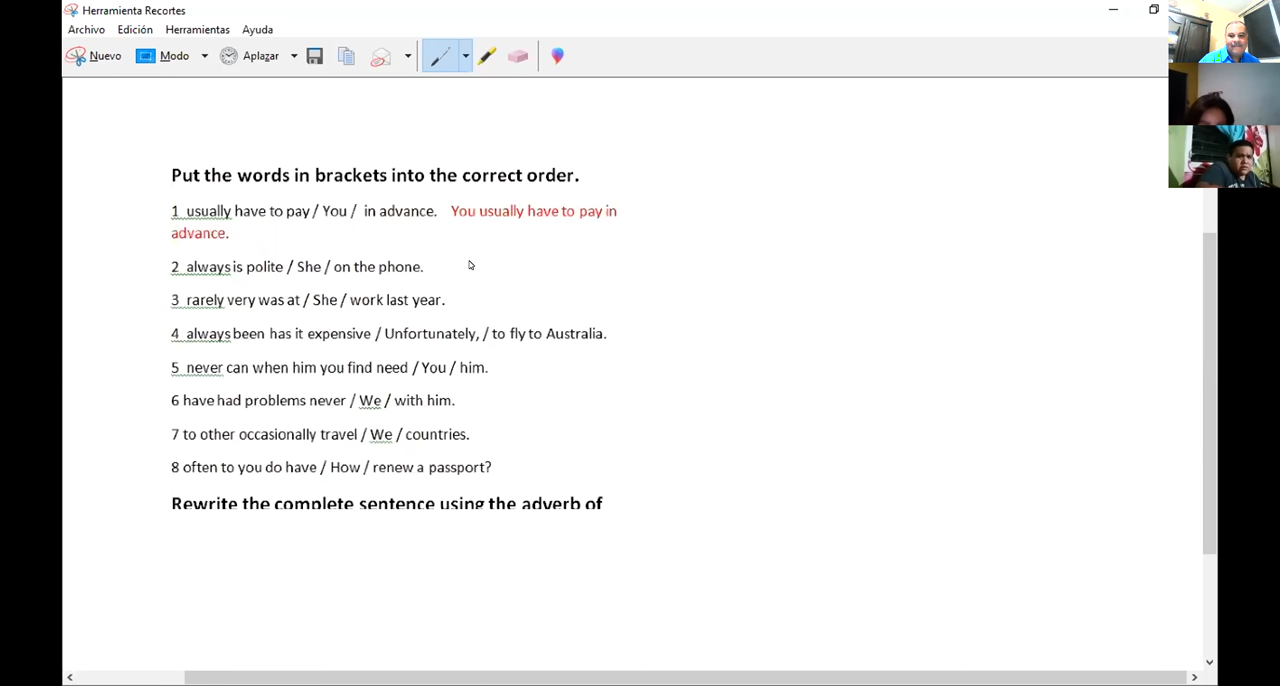 Herramienta Recortes
Archivo Edición Herramientas Ayuda
Nuevo Modo Aplazar
Put the words in brackets into the correct order.
1 usually have to pay / You / in advance. You usually have to pay in
advance.
2 always is polite / She / on the phone.
3 rarely very was at / She / work last year.
4 always been has it expensive / Unfortunately, / to fly to Australia.
5 never can when him you find need / You / him.
6 have had problems never / We / with him.
7 to other occasionally travel / We / countries.
8 often to you do have / How / renew a passport?
Rewrite the complete sentence using the adverb of